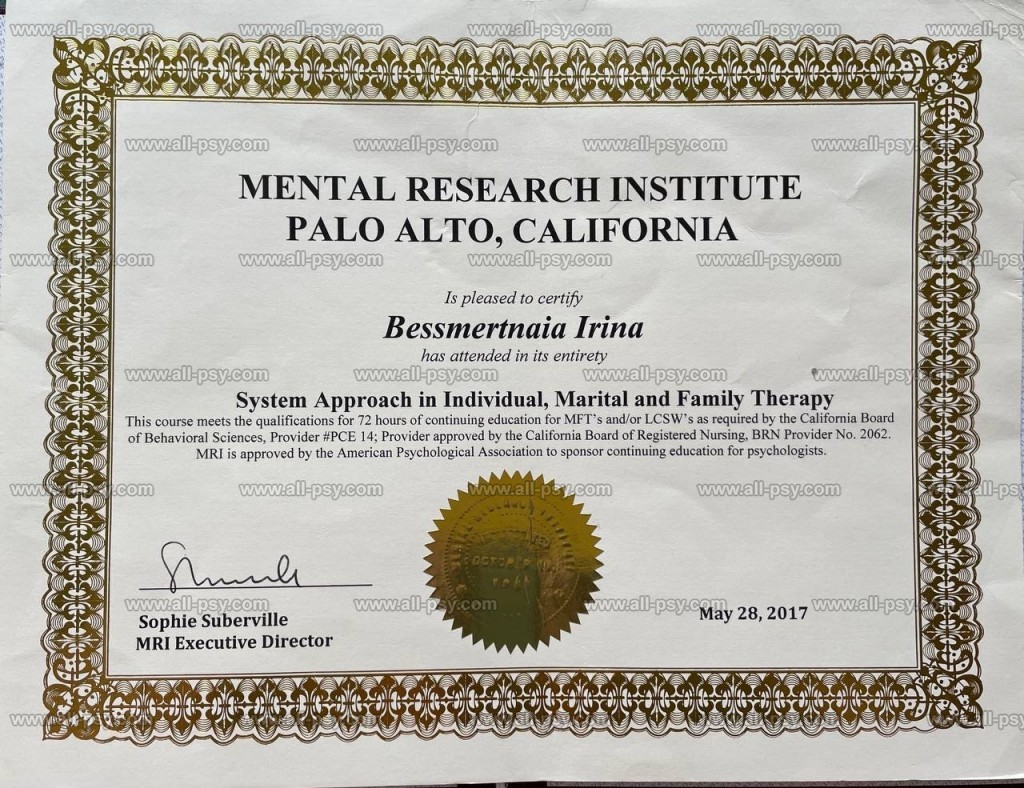 MENTAL RESEARCH INSTITUTE
PALO ALTO, CALIFORNIA
Is pleased to certify
Bessmertnaia Irina
has attended in its entirety
System Approach in Individual, Marital and Family Therapy
This course meets the qualifications for 72 hours of continuing education for MFT's and/or LCSW's as required by the California Board
of Behavioral Sciences, Provider #PCE 14; Provider approved by the California Board of Registered Nursing, BRN Provider No. 2062.
MRI is approved by the American Psychological Association to sponsor continuing education for psychologists.
Sophie Suberville
MRI Executive Director
May 28, 2017
www.all-psy.com